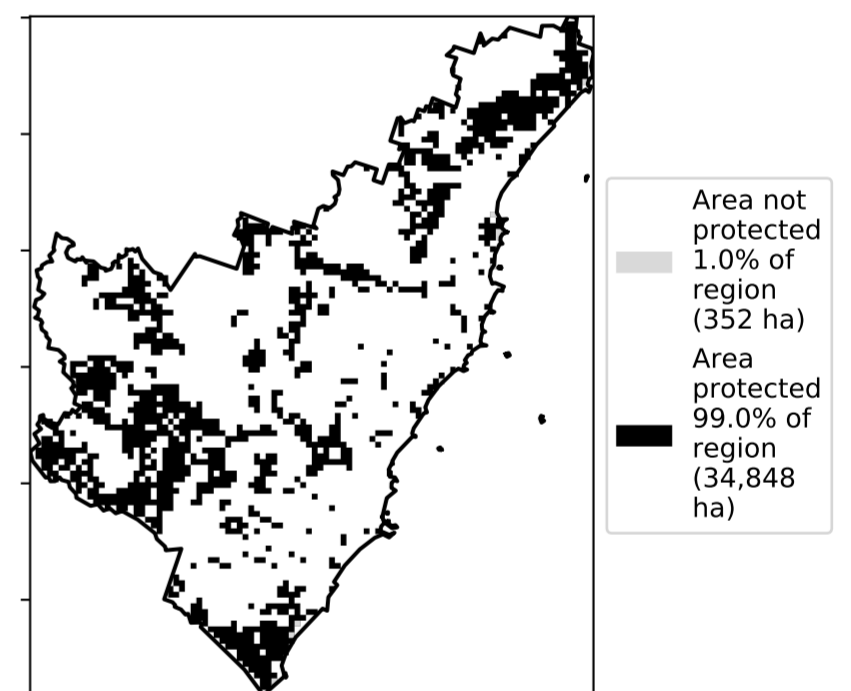 Area not
protected
1.0% of
region
(352 ha)
Area
protected
99.0% of
region
(34,848
ha)